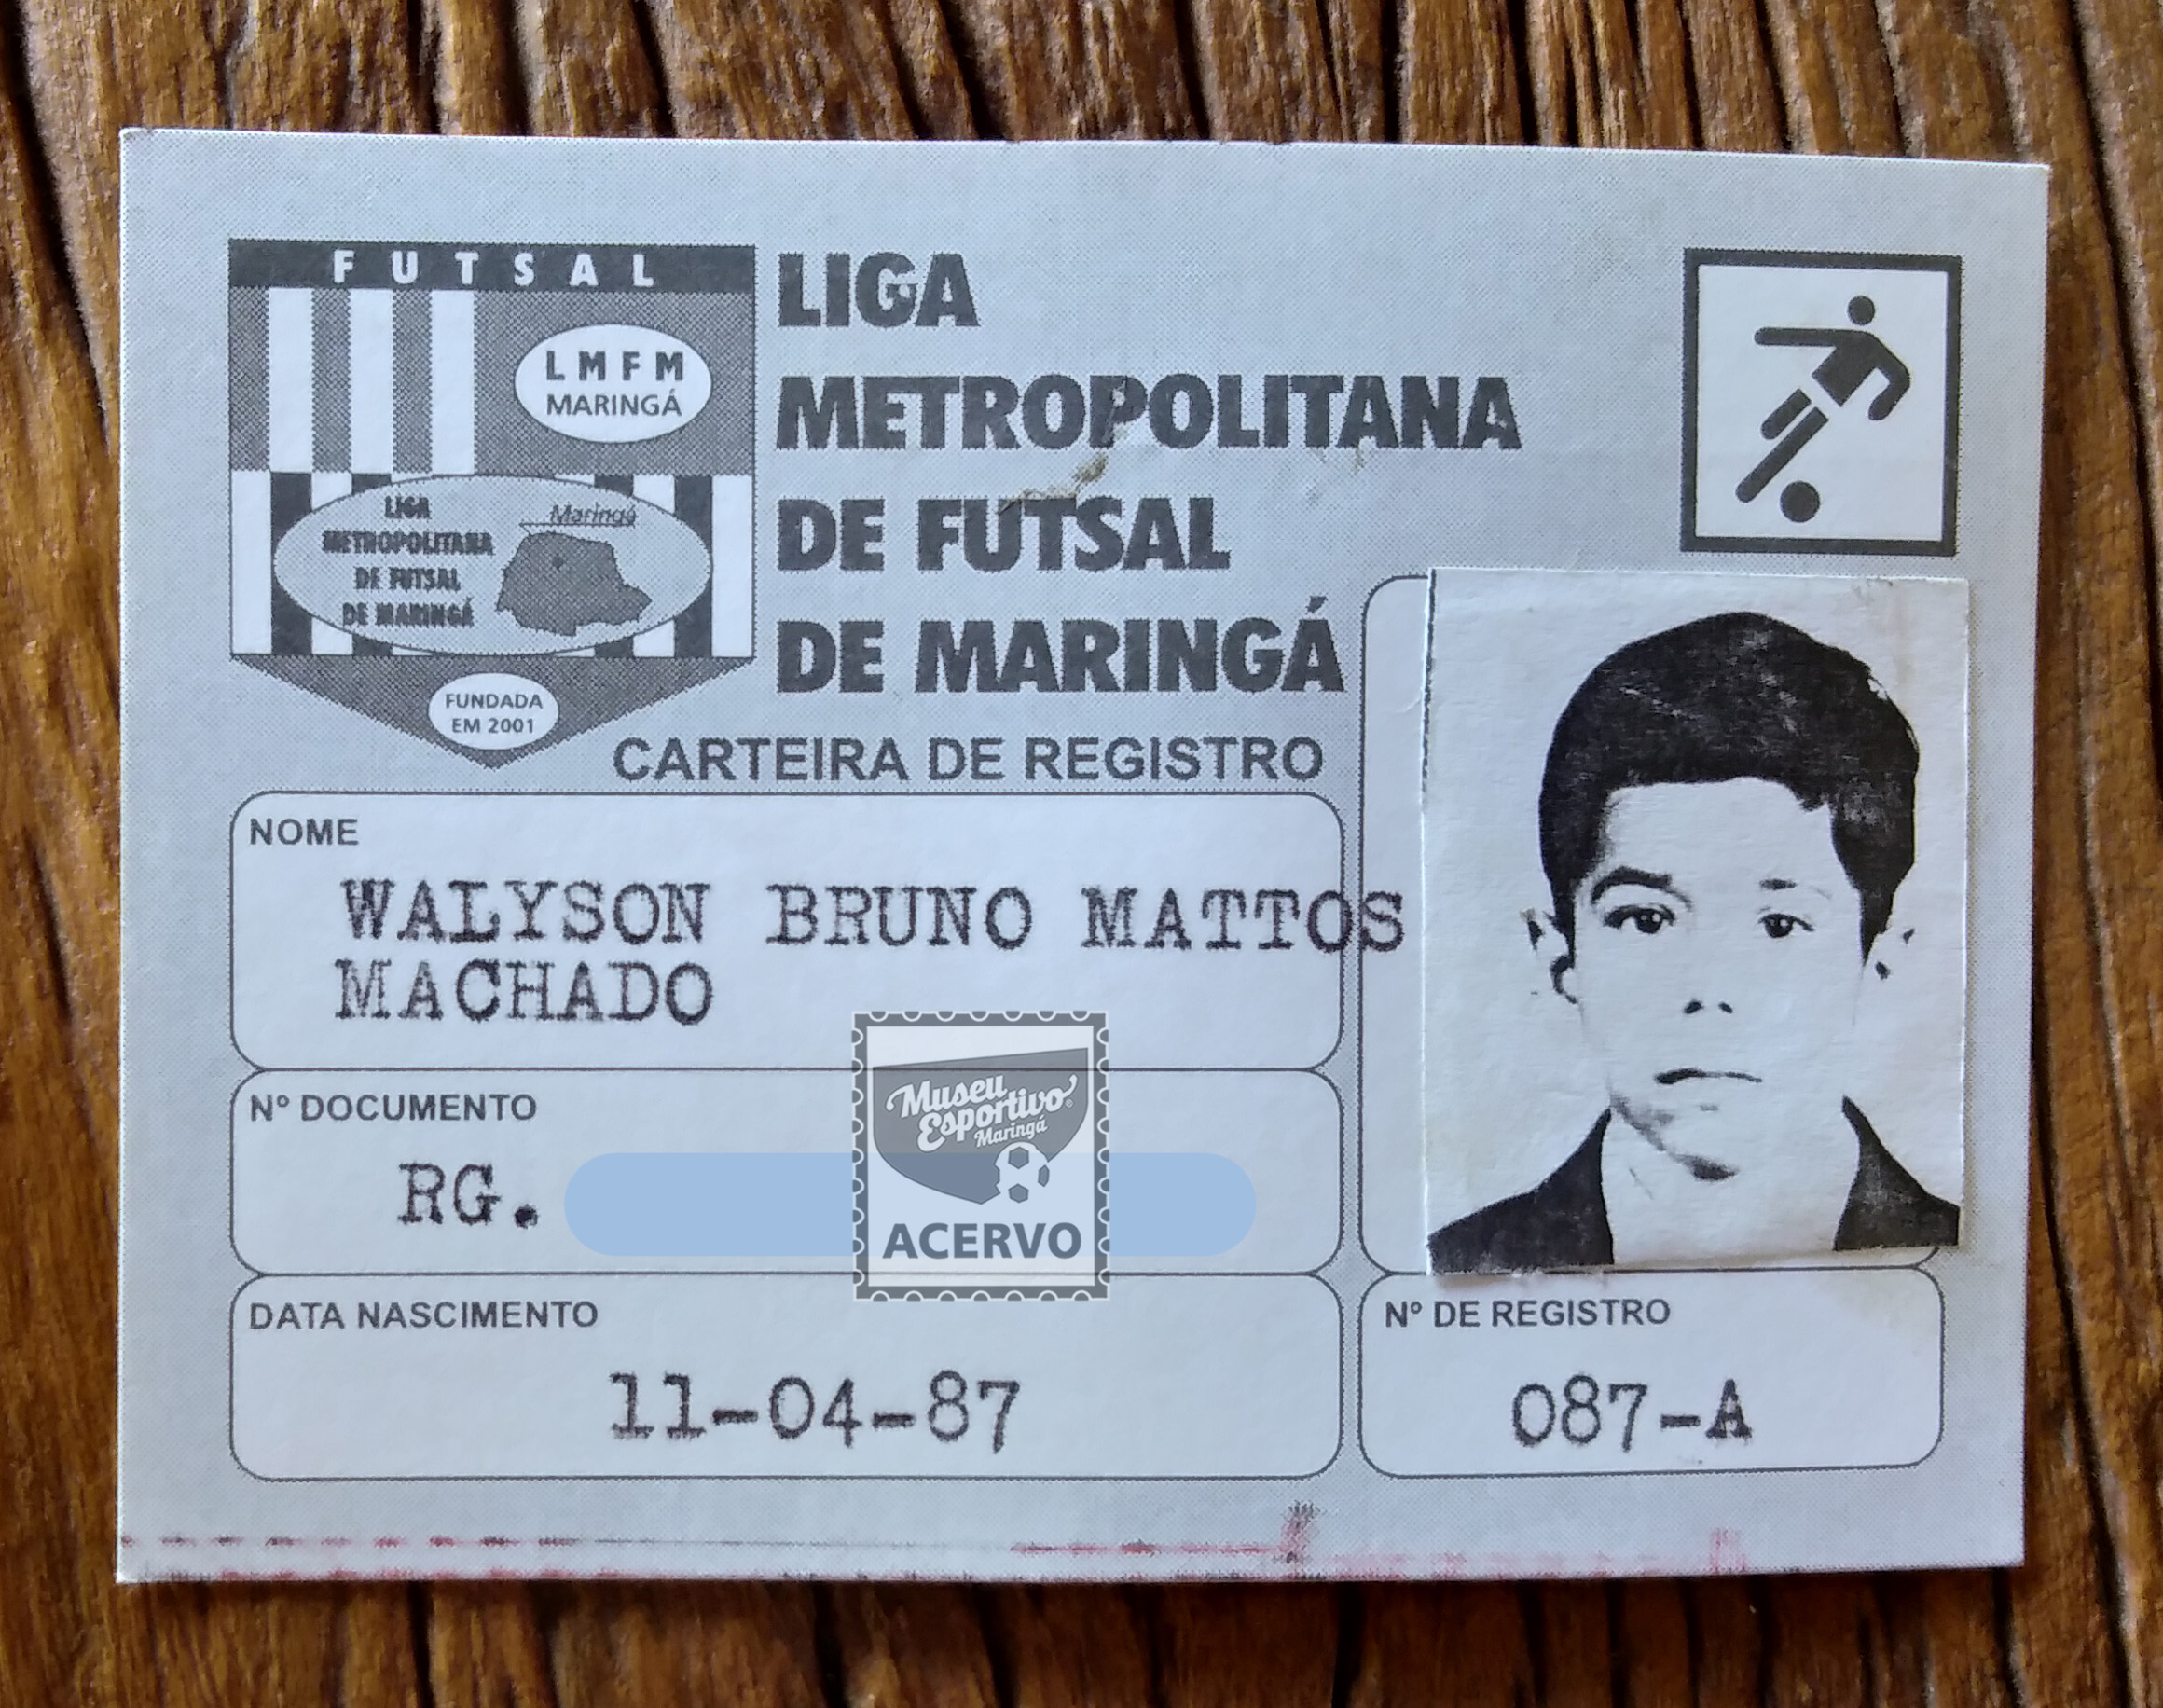 FUTSAL
LMFM
MARINGÁ
LIGA
METROPOLITANA
DE FUTSAL
DE MARINGÁ
Maringá
FUNDADA
EM 2001
LIGA
METROPOLITANA
DE FUTSAL
DE MARINGÁ
CARTEIRA DE REGISTRO
NOME
WALYSON BRUNO MATTOS
MACHADO
Nº DOCUMENTO
RG.
Museu
Esportivo
Maringá
ACERVO
DATA NASCIMENTO
11-04-87
Nº DE REGISTRO
087-A